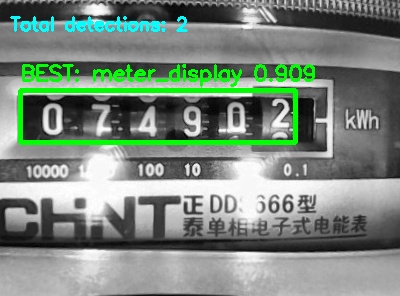 Total detections: 2
BEST: meter_display 0.909
0 7 4 9 0 2 kWh
10000 100 10 0.1
CHNT 正泰 DDS666型
单相电子式电能表